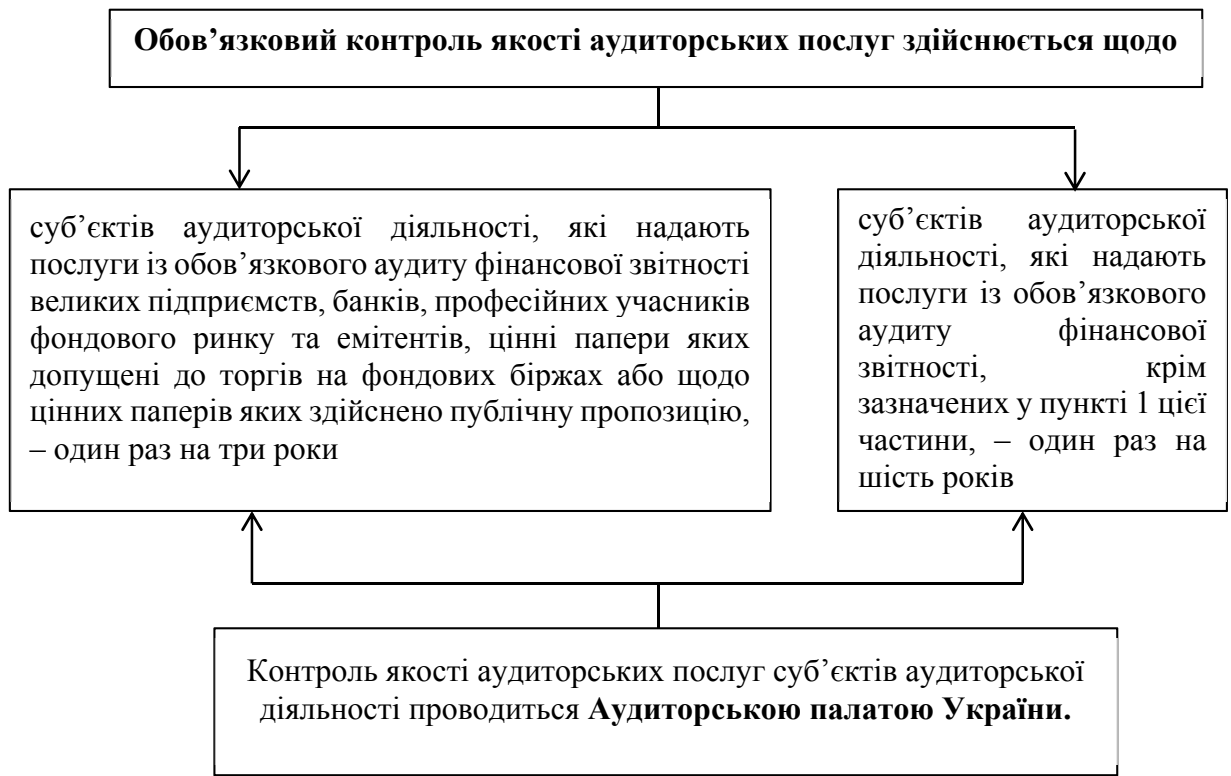 Обов’язковий контроль якості аудиторських послуг здійснюється щодо
суб’єктів аудиторської діяльності, які надають
послуги із обов’язкового аудиту фінансової звітності
великих підприємств, банків, професійних учасників
фондового ринку та емітентів, цінні папери яких
допущені до торгів на фондових біржах або щодо
цінних паперів яких здійснено публічну пропозицію,
– один раз на три роки
суб’єктів аудиторської
діяльності, які надають
послуги із обов’язкового
аудиту фінансової
звітності, крім
зазначених у пункті 1 цієї
частини, – один раз на
шість років
Контроль якості аудиторських послуг суб’єктів аудиторської
діяльності проводиться Аудиторською палатою України.